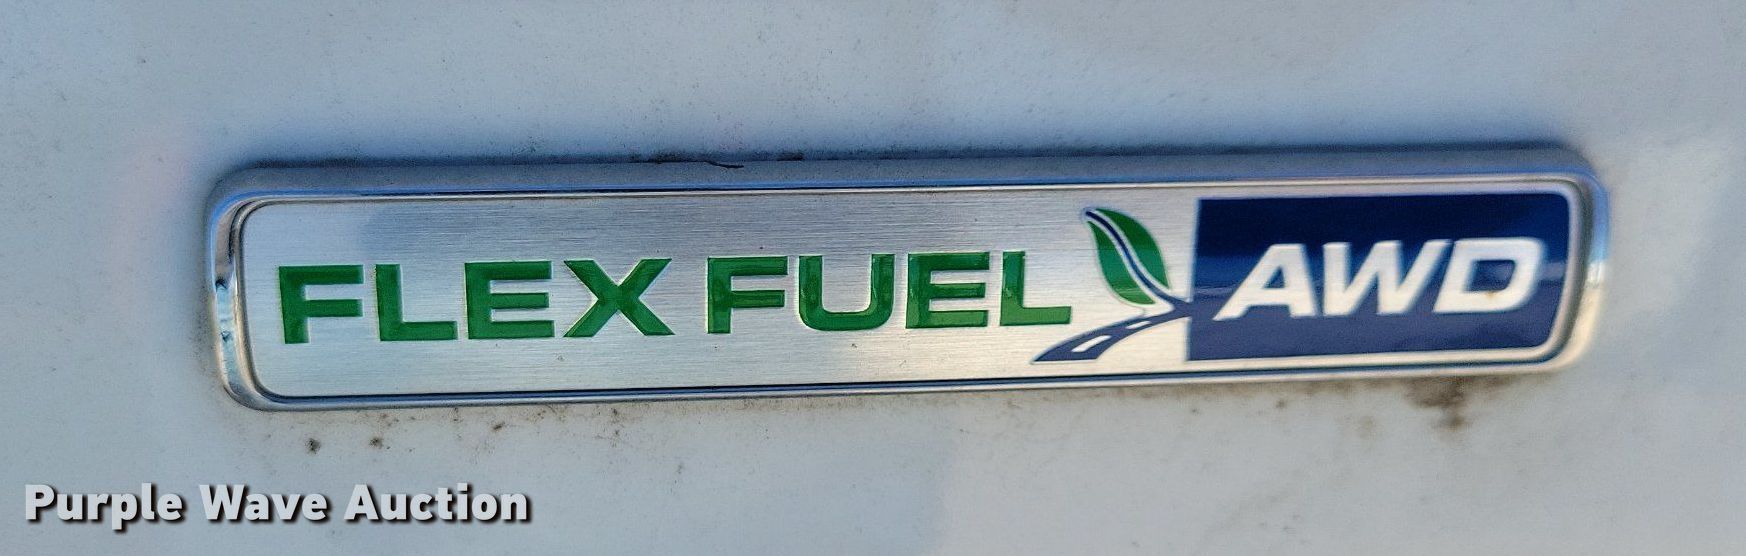 FLEX FUEL AWD
Purple Wave Auction